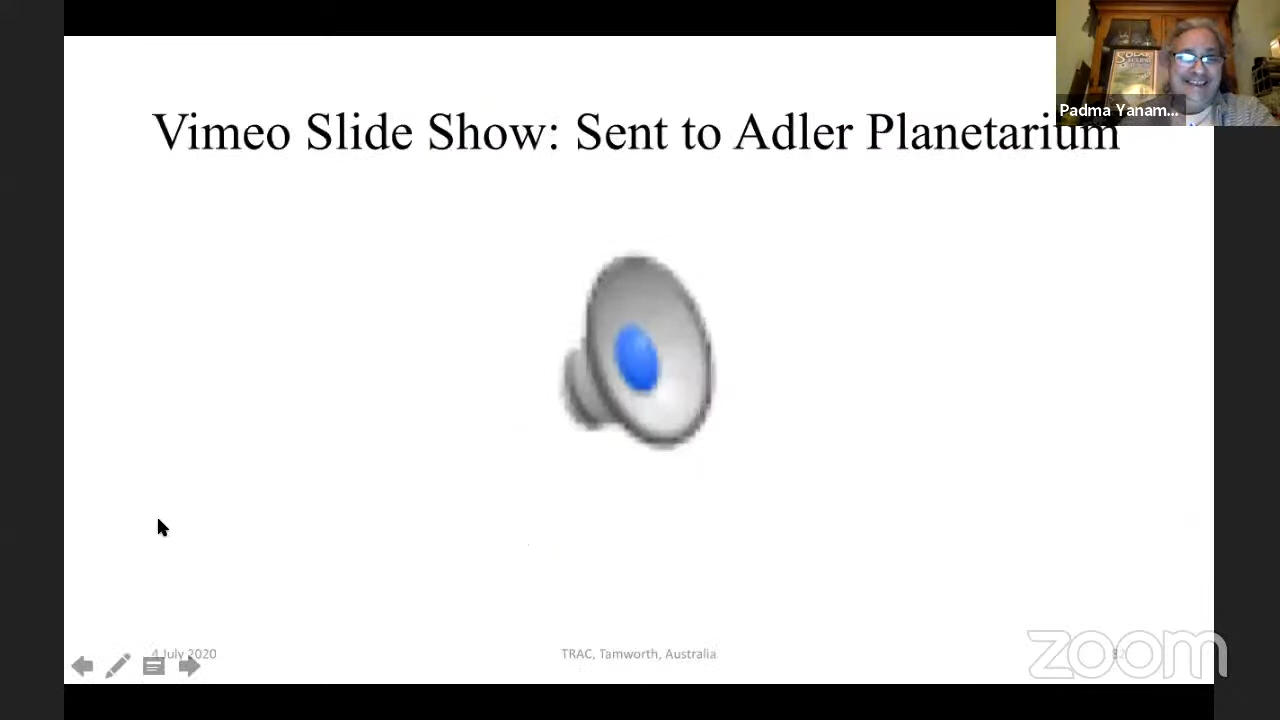 Padma Yanam...
Vimeo Slide Show: Sent to Adler Planetarium
4 July 2020
TRAC, Tamworth, Australia
zoom